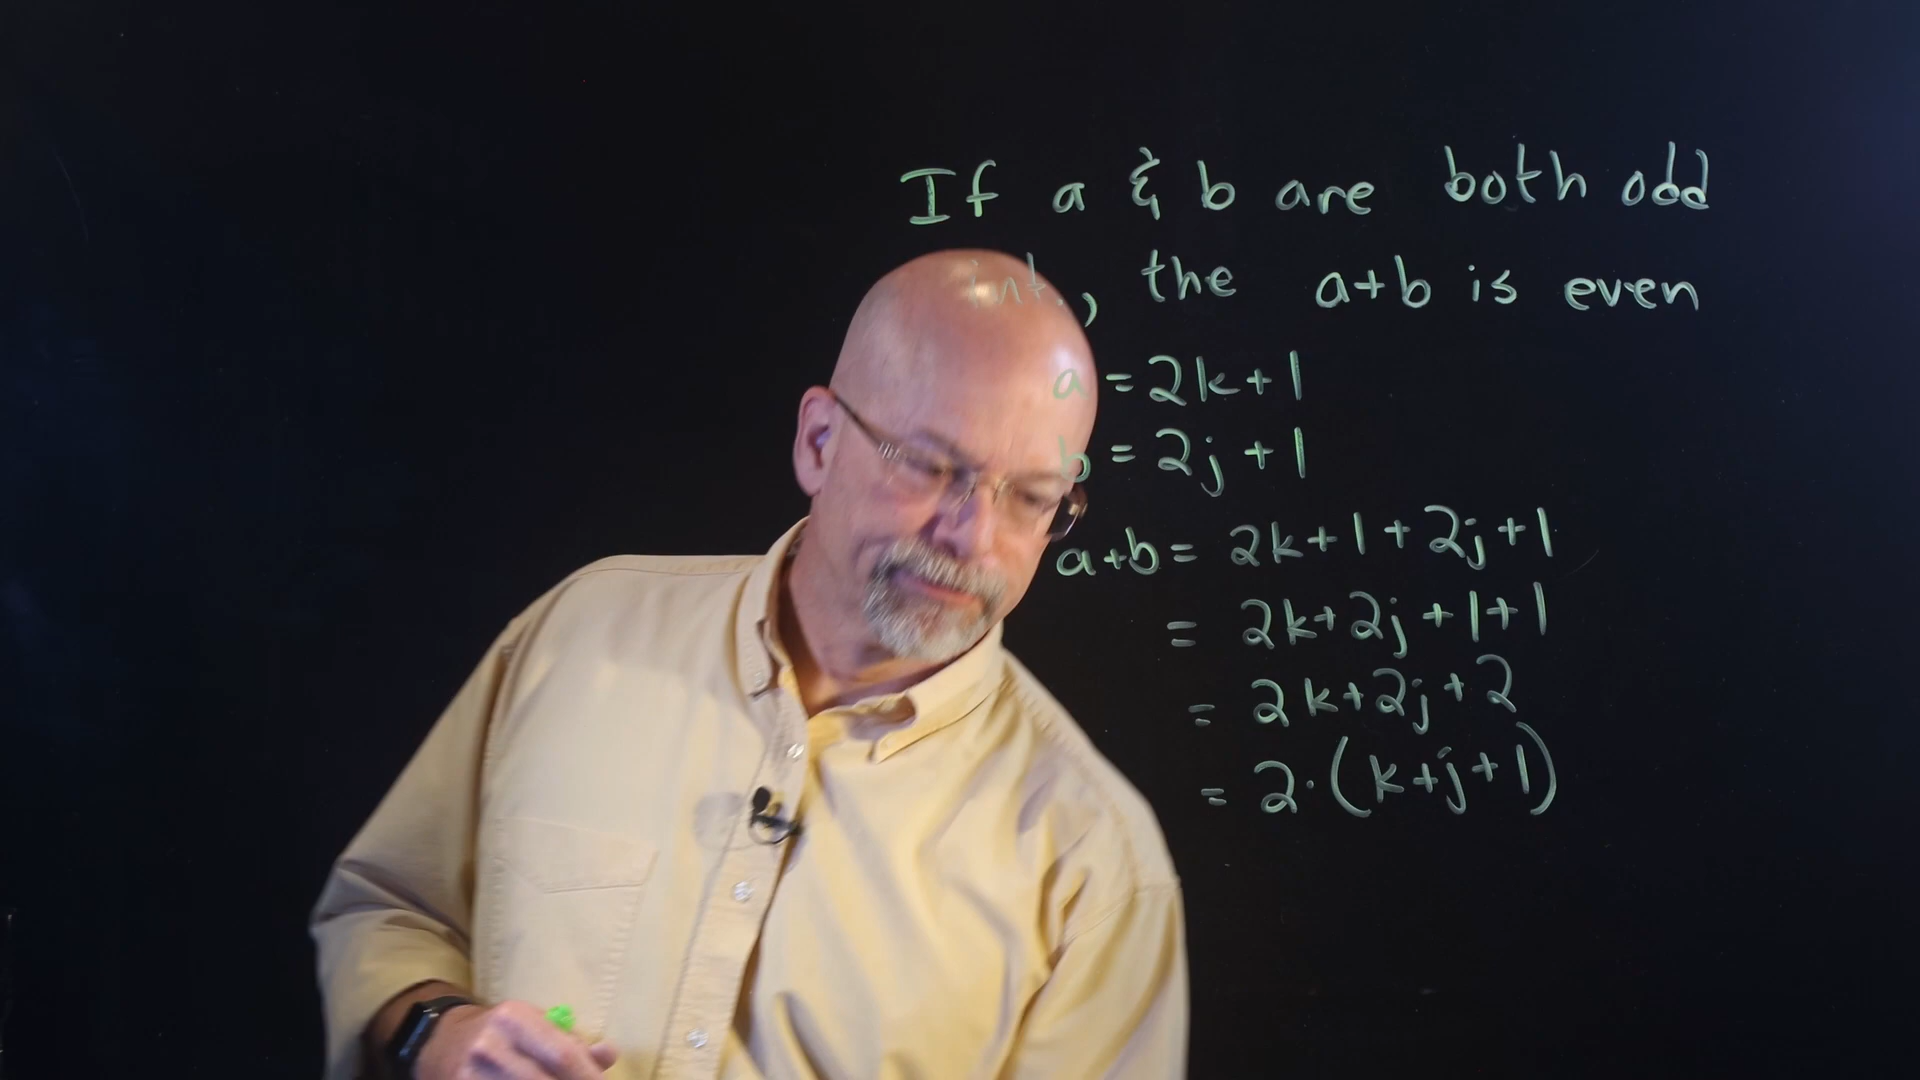 If a & b are both odd
int., the a+b is even
a = 2k+1
b = 2j+1
a+b = 2k+1+2j+1
= 2k+2j+1+1
= 2k+2j+2
= 2·(k+j+1)